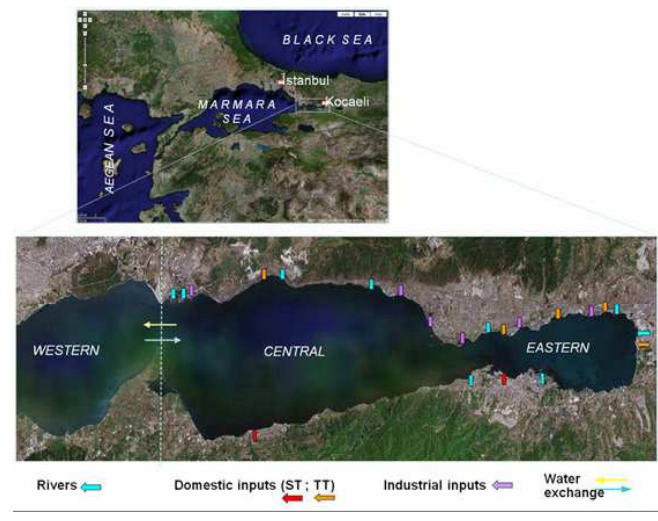 BLACK SEA
İstanbul
Kocaeli
MARMARA
SEA
AEGEAN SEA
WESTERN
CENTRAL
EASTERN
Rivers
Domestic inputs (ST ; TT)
Industrial inputs
Water
exchange